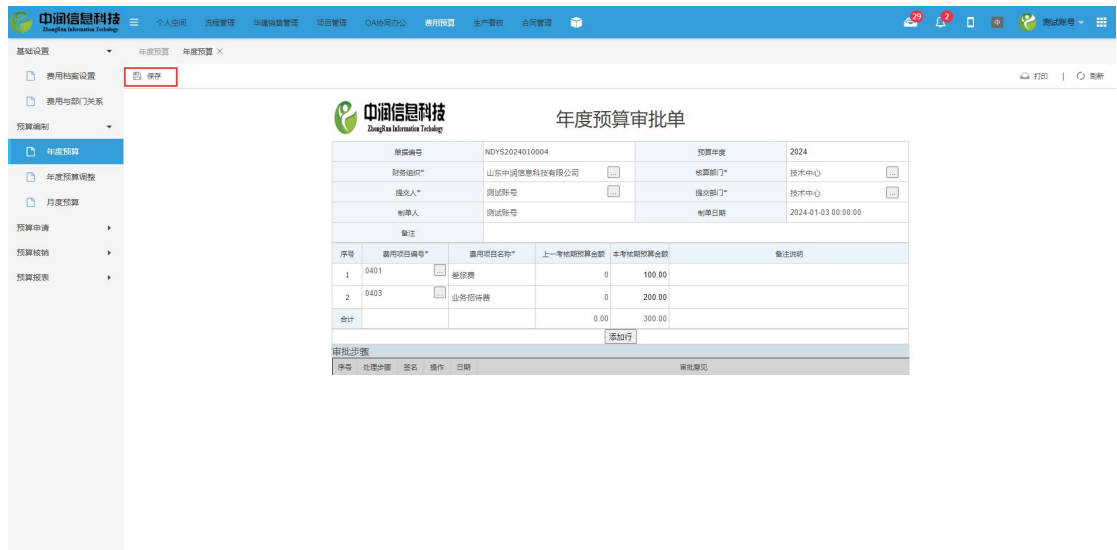 中润信息科技
ZhongRun Information Techology
个人空间 流程管理 华建销售管理 项目管理 OA协同办公 费用预算 生产看板 合同管理
29 2 中 测试账号
基础设置
费用档案设置
费用与部门关系
预算编制
年度预算
年度预算调整
月度预算
预算申请
预算核销
预算报表
年度预算 年度预算 ×
保存
打印 | 刷新
中润信息科技
ZhongRun Information Techology
年度预算审批单
单据编号 NDYS2024010004 预算年度 2024
财务组织* 山东中润信息科技有限公司 ... 核算部门* 技术中心 ...
提交人* 测试账号 ... 提交部门* 技术中心 ...
制单人 测试账号 制单日期 2024-01-03 00:00:00
备注
序号 费用项目编号* 费用项目名称* 上一考核期预算金额 本考核期预算金额 备注说明
1 0401 ... 差旅费 0 100.00
2 0403 ... 业务招待费 0 200.00
合计 0.00 300.00
添加行
审批步骤
序号 处理步骤 签名 操作 日期 审批意见